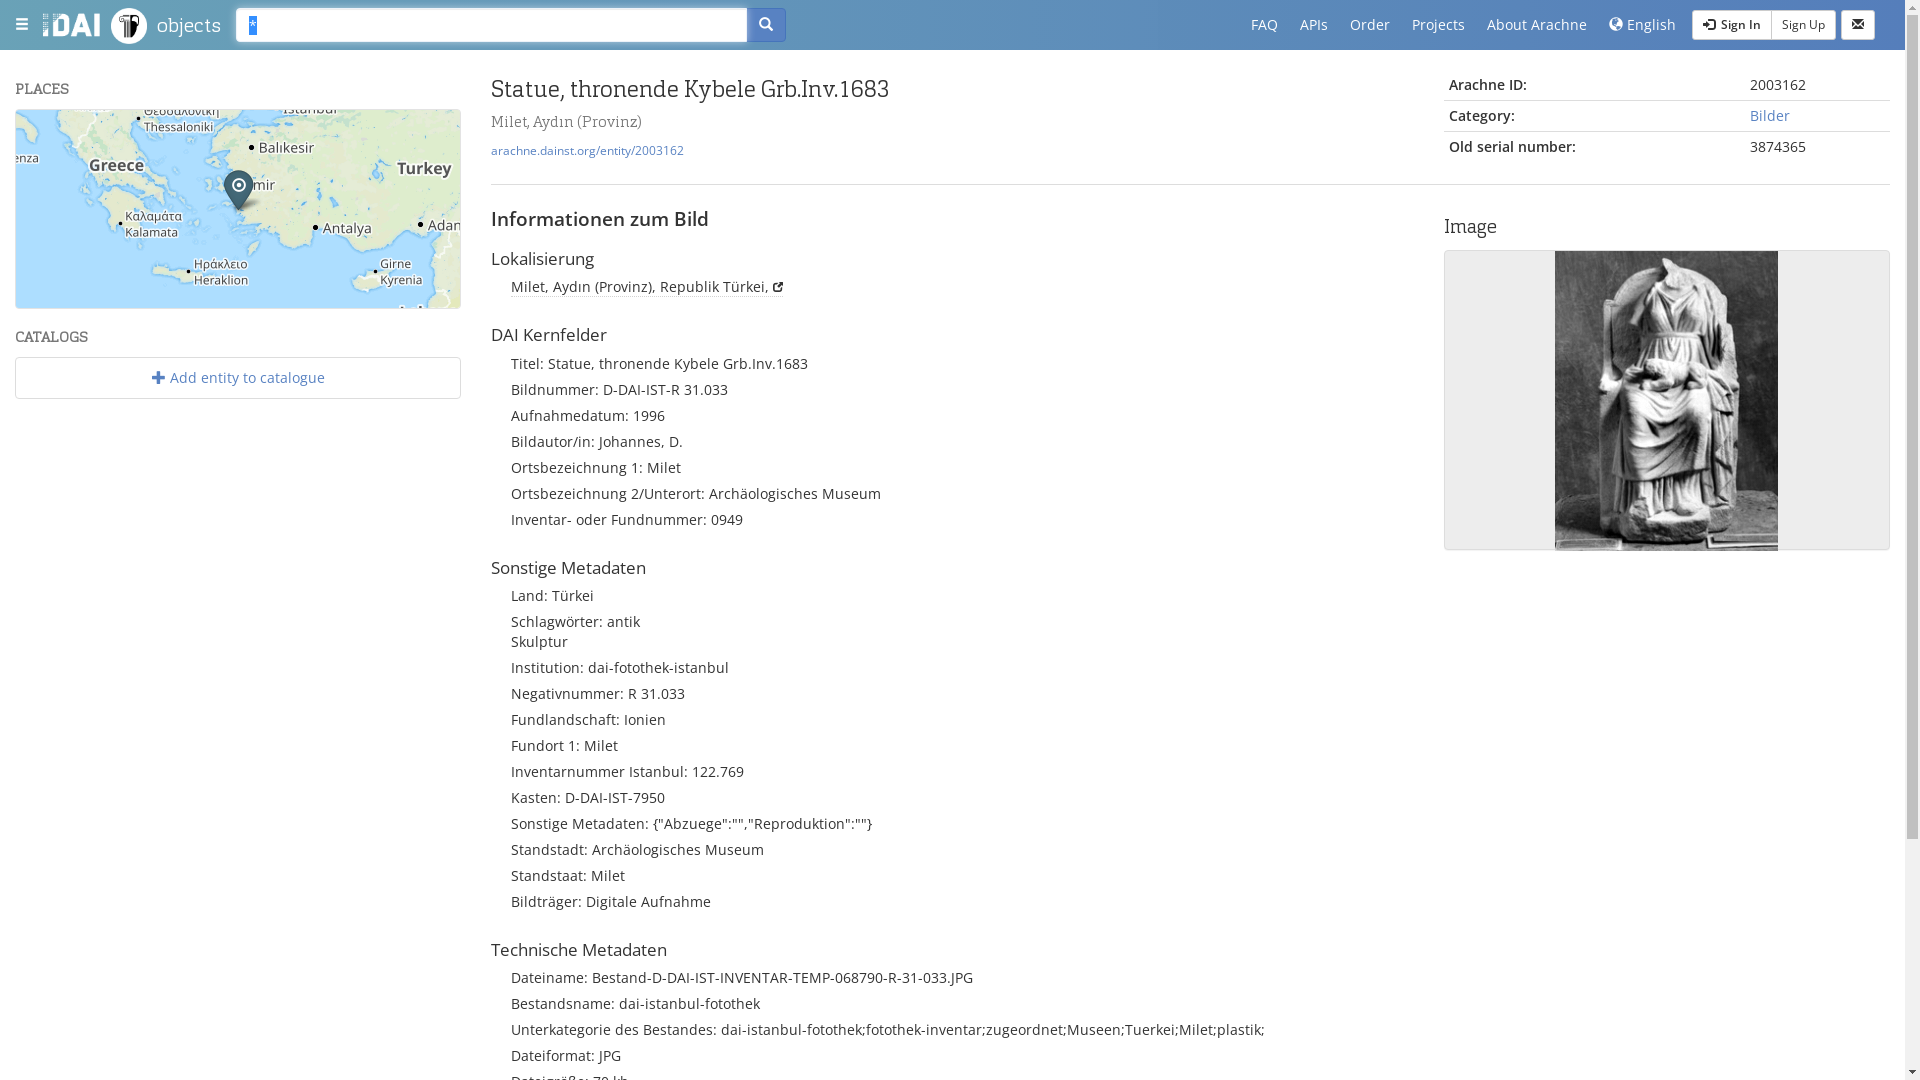 iDAI objects
*
FAQ APIs Order Projects About Arachne English Sign In Sign Up
PLACES
Θεσσαλονίκη
Thessaloniki
Istanbul
enza
Balıkesir
Greece
Turkey
mir
Καλαμάτα
Kalamata
Antalya
Adan
Ηράκλειο
Heraklion
Girne
Kyrenia
CATALOGS
Add entity to catalogue
Statue, thronende Kybele Grb.Inv.1683
Milet, Aydın (Provinz)
arachne.dainst.org/entity/2003162
Arachne ID: 2003162
Category: Bilder
Old serial number: 3874365
Informationen zum Bild
Lokalisierung
Milet, Aydın (Provinz), Republik Türkei,
DAI Kernfelder
Titel: Statue, thronende Kybele Grb.Inv.1683
Bildnummer: D-DAI-IST-R 31.033
Aufnahmedatum: 1996
Bildautor/in: Johannes, D.
Ortsbezeichnung 1: Milet
Ortsbezeichnung 2/Unterort: Archäologisches Museum
Inventar- oder Fundnummer: 0949
Sonstige Metadaten
Land: Türkei
Schlagwörter: antik
Skulptur
Institution: dai-fotothek-istanbul
Negativnummer: R 31.033
Fundlandschaft: Ionien
Fundort 1: Milet
Inventarnummer Istanbul: 122.769
Kasten: D-DAI-IST-7950
Sonstige Metadaten: {"Abzuege":"","Reproduktion":""}
Standstadt: Archäologisches Museum
Standstaat: Milet
Bildträger: Digitale Aufnahme
Technische Metadaten
Dateiname: Bestand-D-DAI-IST-INVENTAR-TEMP-068790-R-31-033.JPG
Bestandsname: dai-istanbul-fotothek
Unterkategorie des Bestandes: dai-istanbul-fotothek;fotothek-inventar;zugeordnet;Museen;Tuerkei;Milet;plastik;
Dateiformat: JPG
Dateigröße: 70 kb
Image